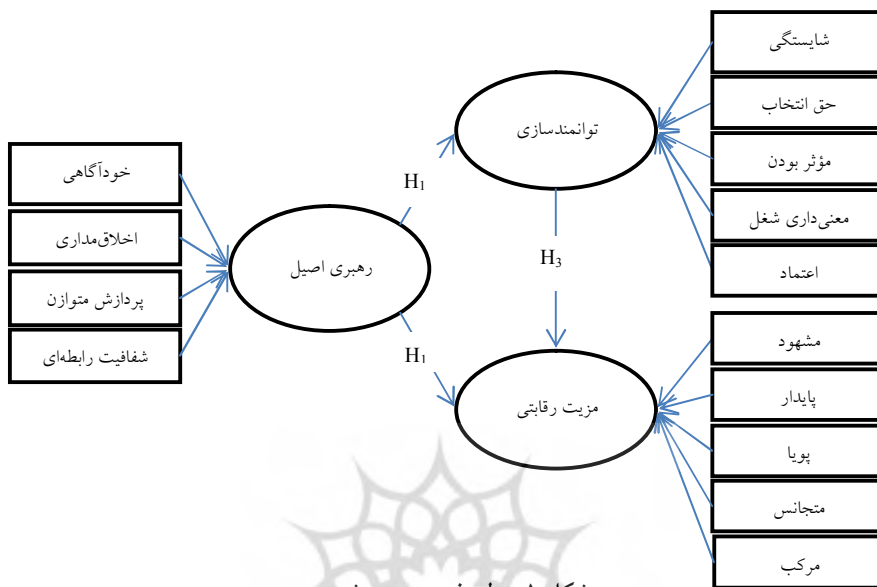 شایستگی
حق انتخاب
توانمندسازی
مؤثر بودن
خودآگاهی
H1
معنی‌داری شغل
اخلاق‌مداری
اعتماد
رهبری اصیل
H3
پردازش متوازن
مشهود
شفافیت رابطه‌ای
H1
پایدار
مزیت رقابتی
پویا
متجانس
مرکب